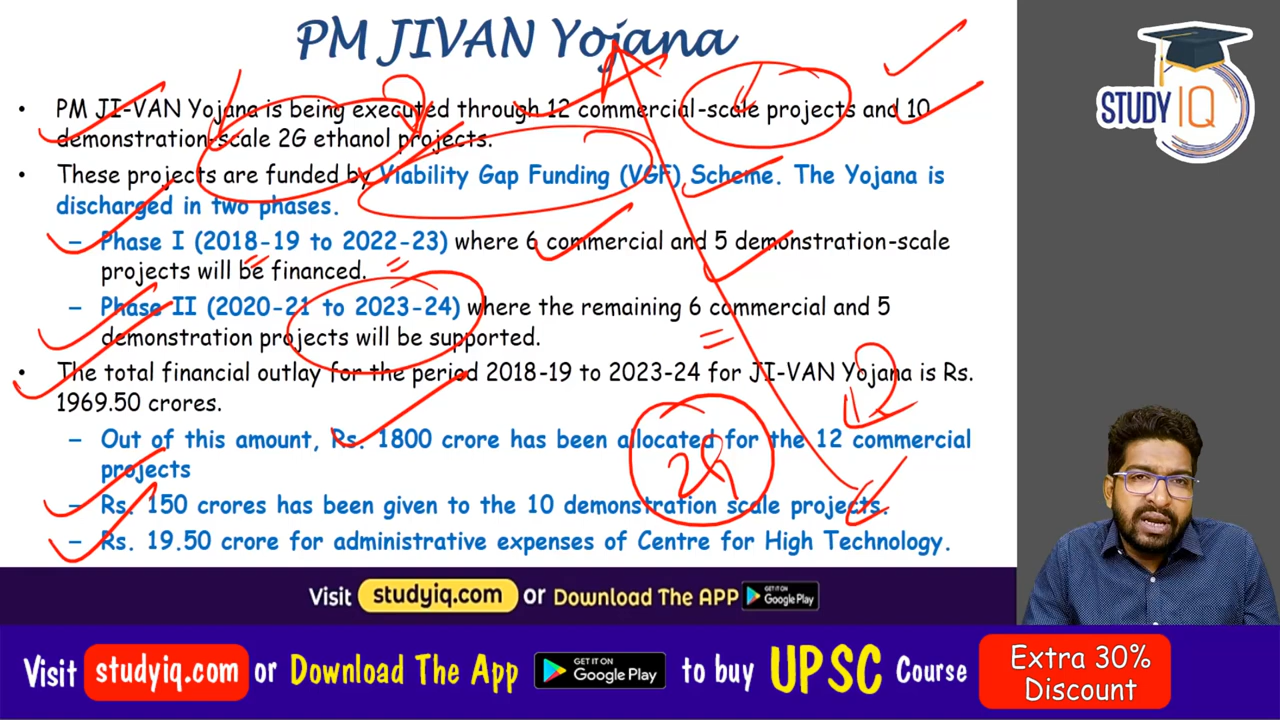 PM JIVAN Yojana
STUDY IQ
• PM JI-VAN Yojana is being executed through 12 commercial-scale projects and 10
demonstration-scale 2G ethanol projects.
• These projects are funded by Viability Gap Funding (VGF) Scheme. The Yojana is
discharged in two phases.
– Phase I (2018-19 to 2022-23) where 6 commercial and 5 demonstration-scale
projects will be financed.
– Phase II (2020-21 to 2023-24) where the remaining 6 commercial and 5
demonstration projects will be supported.
• The total financial outlay for the period 2018-19 to 2023-24 for JI-VAN Yojana is Rs.
1969.50 crores.
– Out of this amount, Rs. 1800 crore has been allocated for the 12 commercial
projects
– Rs. 150 crores has been given to the 10 demonstration scale projects.
– Rs. 19.50 crore for administrative expenses of Centre for High Technology.
Visit studyiq.com or Download The APP GET IT ON Google Play
Visit studyiq.com or Download The App GET IT ON Google Play to buy UPSC Course
Extra 30%
Discount